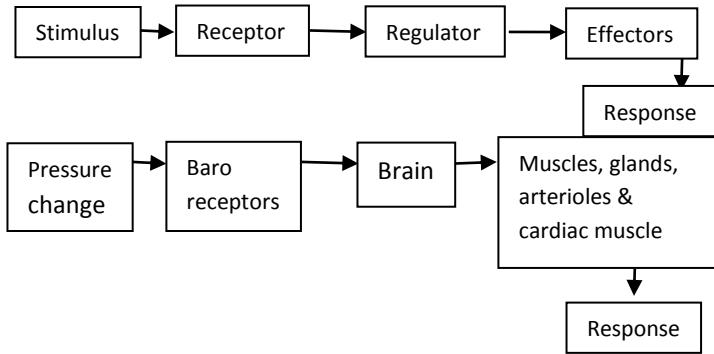 Stimulus
Receptor
Regulator
Effectors
Response
Pressure
change
Baro
receptors
Brain
Muscles, glands,
arterioles &
cardiac muscle
Response